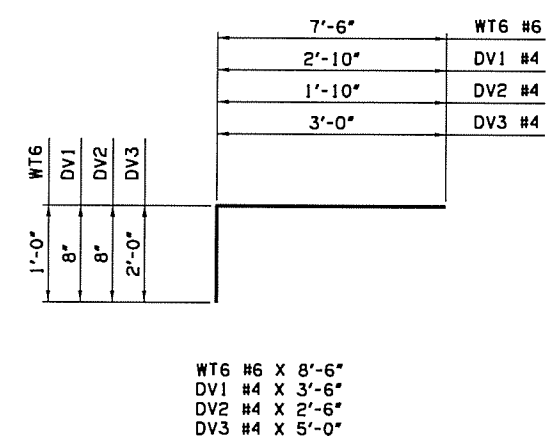 7'-6" WT6 #6
2'-10" DV1 #4
1'-10" DV2 #4
3'-0" DV3 #4
WT6 DV1 DV2 DV3
1'-0" 8" 8" 2'-0"
WT6 #6 X 8'-6"
DV1 #4 X 3'-6"
DV2 #4 X 2'-6"
DV3 #4 X 5'-0"